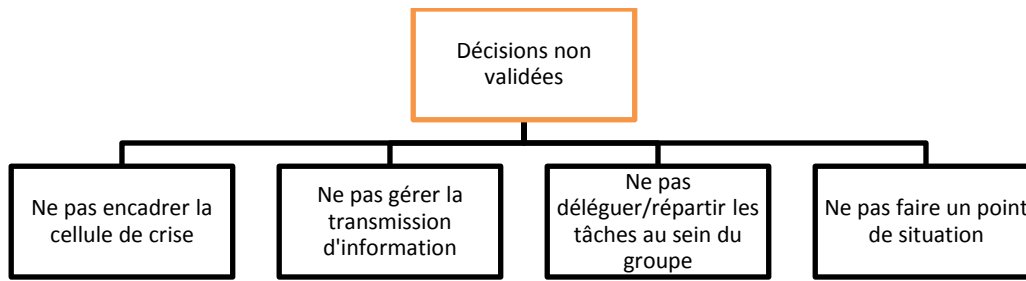 Décisions non
validées
Ne pas encadrer la
cellule de crise
Ne pas gérer la
transmission
d'information
Ne pas
déléguer/répartir les
tâches au sein du
groupe
Ne pas faire un point
de situation